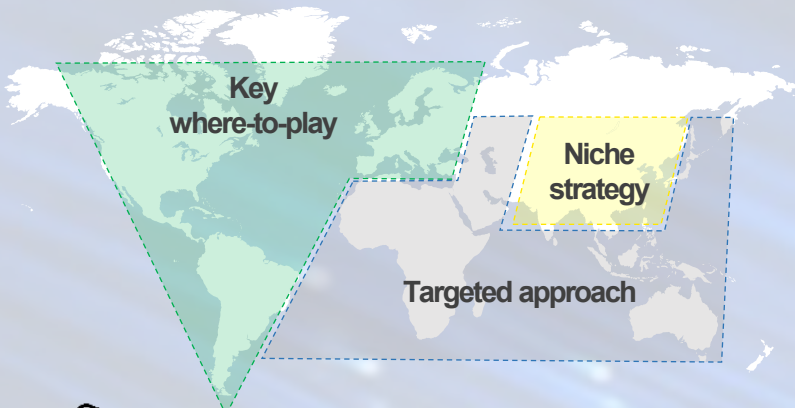 Key
where-to-play
Niche
strategy
Targeted approach